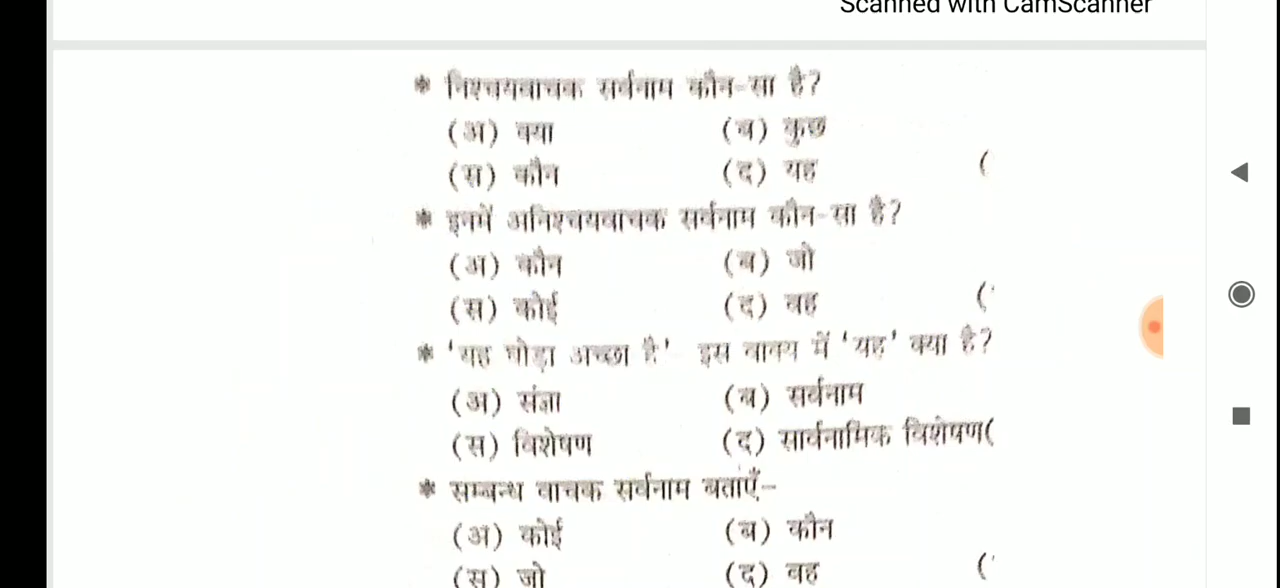 Scanned with CamScanner
* निश्चयवाचक सर्वनाम कौन-सा है?
(अ) क्या (ब) कुछ
(स) कौन (द) यह (
* इनमें अनिश्चयवाचक सर्वनाम कौन-सा है?
(अ) कौन (ब) जो
(स) कोई (द) वह (
* 'यह घोड़ा अच्छा है' इस वाक्य में 'यह' क्या है?
(अ) संज्ञा (ब) सर्वनाम
(स) विशेषण (द) सार्वनामिक विशेषण(
* सम्बन्ध वाचक सर्वनाम बताएँ-
(अ) कोई (ब) कौन
(स) जो (द) वह (